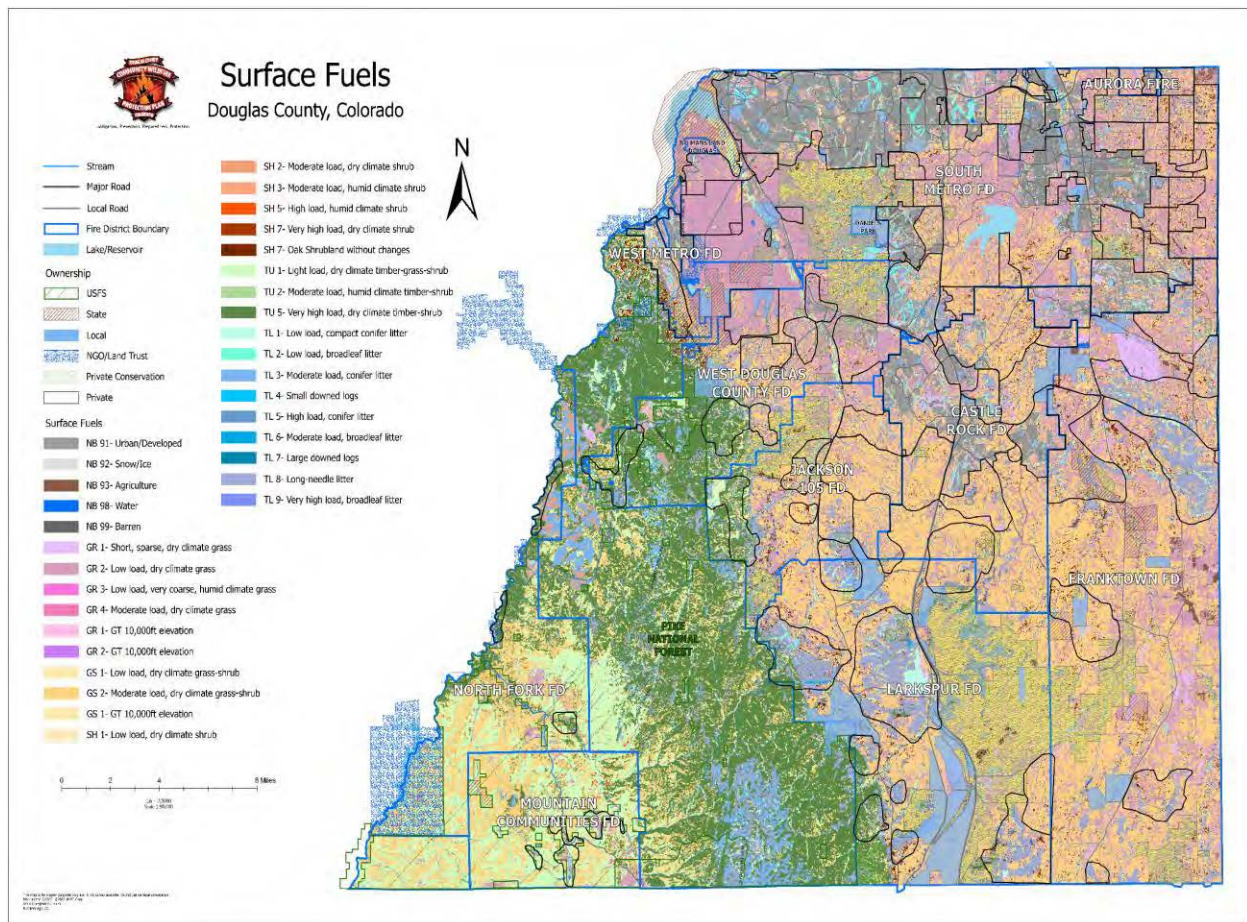 COMMUNITY WILDFIRE
PROTECTION PLAN
Surface Fuels
Douglas County, Colorado
N
Stream
Major Road
Local Road
Fire District Boundary
Lake/Reservoir
Ownership
USFS
State
Local
NGO/Land Trust
Private Conservation
Private
Surface Fuels
NB 91- Urban/Developed
NB 92- Snow/Ice
NB 93- Agriculture
NB 98- Water
NB 99- Barren
GR 1- Short, sparse, dry climate grass
GR 2- Low load, dry climate grass
GR 3- Low load, very coarse, humid climate grass
GR 4- Moderate load, dry climate grass
GR 1- GT 10,000ft elevation
GR 2- GT 10,000ft elevation
GS 1- Low load, dry climate grass-shrub
GS 2- Moderate load, dry climate grass-shrub
GS 1- GT 10,000ft elevation
SH 1- Low load, dry climate shrub
SH 2- Moderate load, dry climate shrub
SH 3- Moderate load, humid climate shrub
SH 5- High load, humid climate shrub
SH 7- Very high load, dry climate shrub
SH 7- Oak Shrubland without changes
TU 1- Light load, dry climate timber-grass-shrub
TU 2- Moderate load, humid climate timber-shrub
TU 5- Very high load, dry climate timber-shrub
TL 1- Low load, compact conifer litter
TL 2- Low load, broadleaf litter
TL 3- Moderate load, conifer litter
TL 4- Small downed logs
TL 5- High load, conifer litter
TL 6- Moderate load, broadleaf litter
TL 7- Large downed logs
TL 8- Long-needle litter
TL 9- Very high load, broadleaf litter
0 2 4 8 Miles
AURORA FIRE
SOUTH
METRO FD
DANIELS
PARK
WEST METRO FD
WEST DOUGLAS
COUNTY FD
CASTLE
ROCK FD
JACKSON
105 FD
FRANKTOWN FD
PIKE
NATIONAL
FOREST
NORTH FORK FD
LARKSPUR FD
MOUNTAIN
COMMUNITIES FD